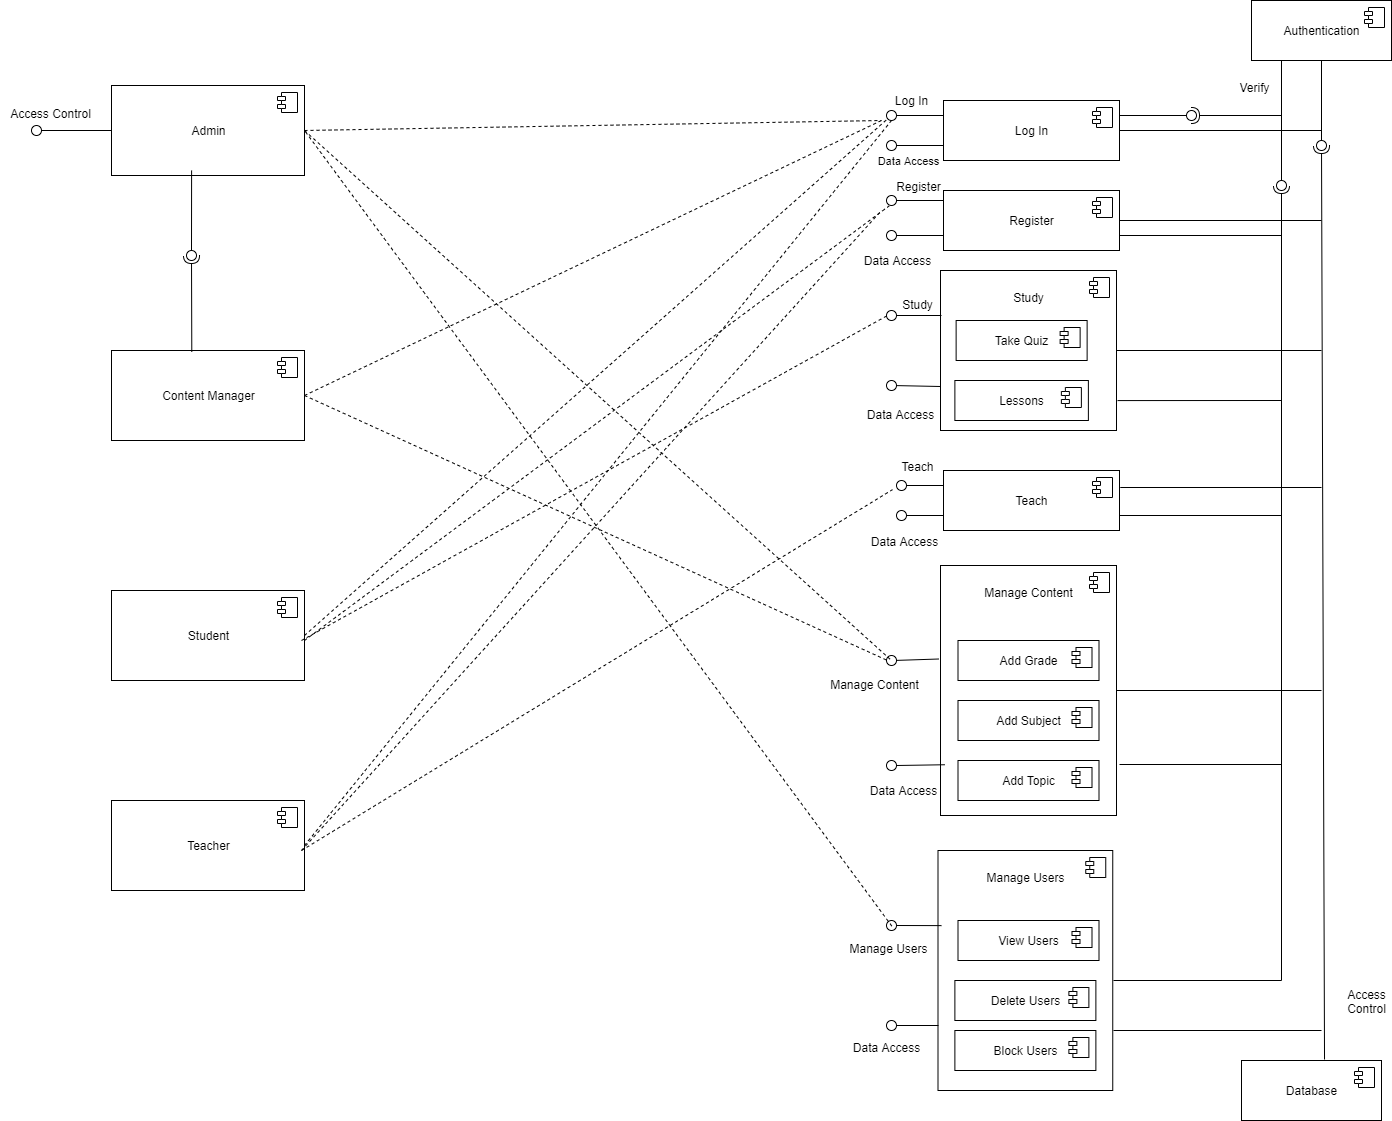 Authentication
Verify
Access Control
Admin
Log In
Log In
Data Access
Register
Register
Data Access
Study
Study
Take Quiz
Lessons
Data Access
Content Manager
Teach
Teach
Data Access
Manage Content
Student
Add Grade
Manage Content
Add Subject
Add Topic
Data Access
Teacher
Manage Users
View Users
Manage Users
Delete Users
Access
Control
Block Users
Data Access
Database